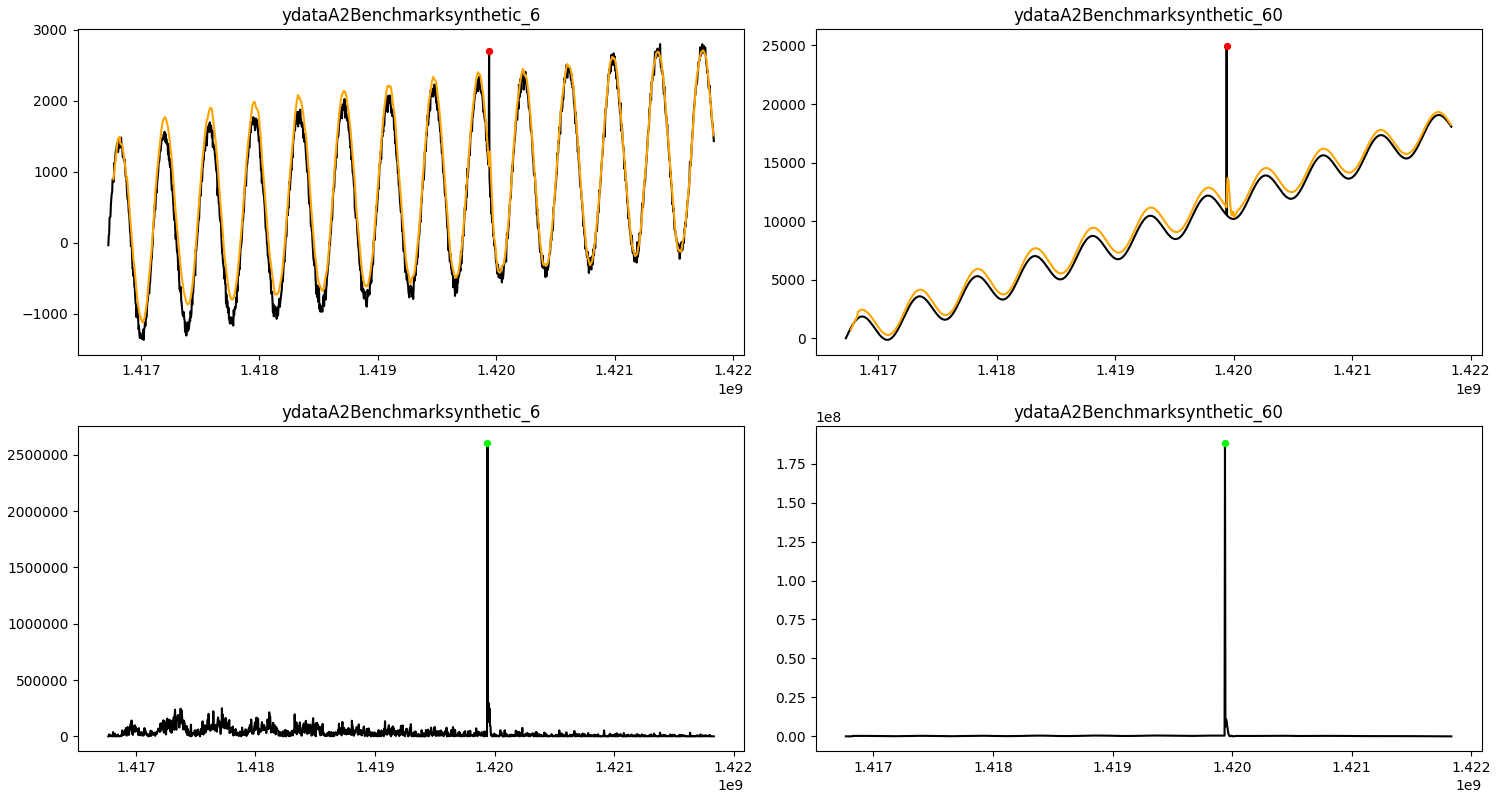 ydataA2Benchmarksynthetic_6
3000
2000
1000
0
−1000
1.417 1.418 1.419 1.420 1.421 1.422
1e9
ydataA2Benchmarksynthetic_60
25000
20000
15000
10000
5000
0
1.417 1.418 1.419 1.420 1.421 1.422
1e9
ydataA2Benchmarksynthetic_6
2500000
2000000
1500000
1000000
500000
0
1.417 1.418 1.419 1.420 1.421 1.422
1e9
1e8
ydataA2Benchmarksynthetic_60
1.75
1.50
1.25
1.00
0.75
0.50
0.25
0.00
1.417 1.418 1.419 1.420 1.421 1.422
1e9